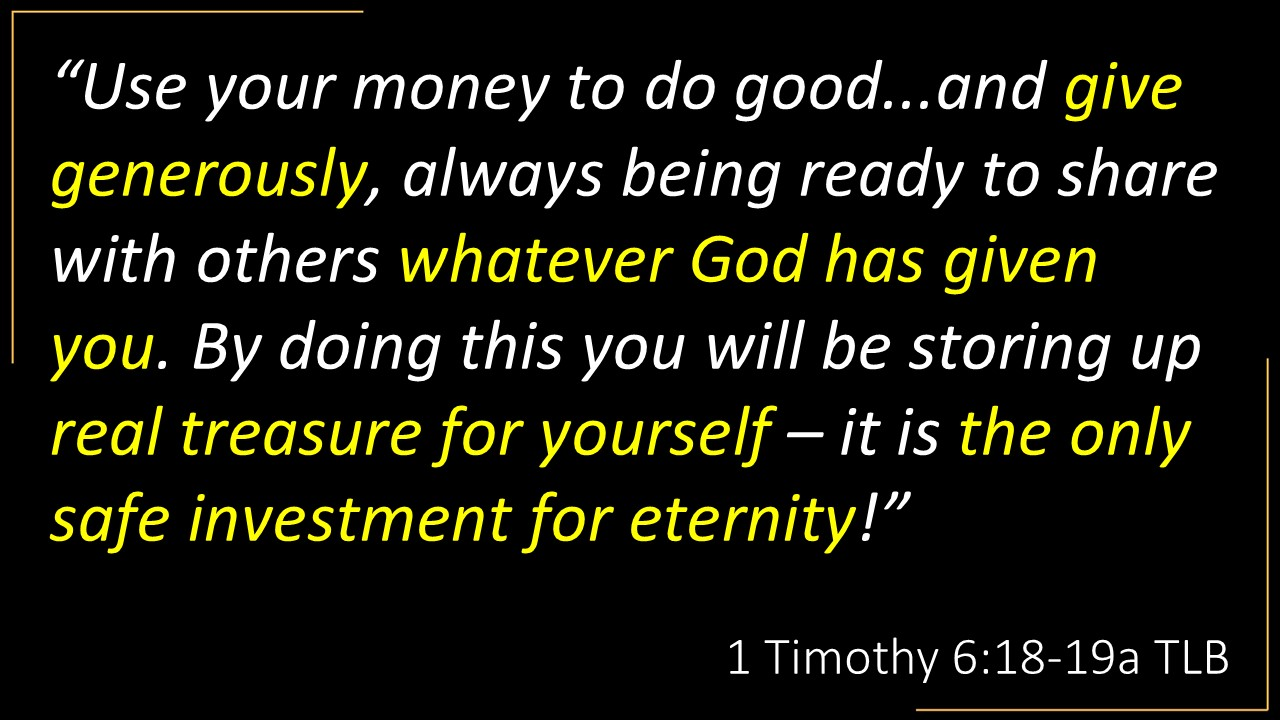 “Use your money to do good...and give
generously, always being ready to share
with others whatever God has given
you. By doing this you will be storing up
real treasure for yourself – it is the only
safe investment for eternity!”
1 Timothy 6:18-19a TLB